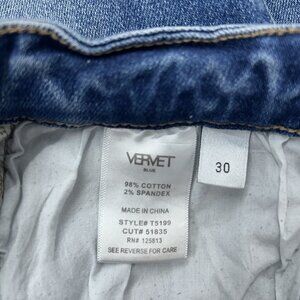 VERVET
BLUE
98% COTTON
2% SPANDEX
MADE IN CHINA
STYLE# T5199
CUT# 51835
RN# 125813
SEE REVERSE FOR CARE
30